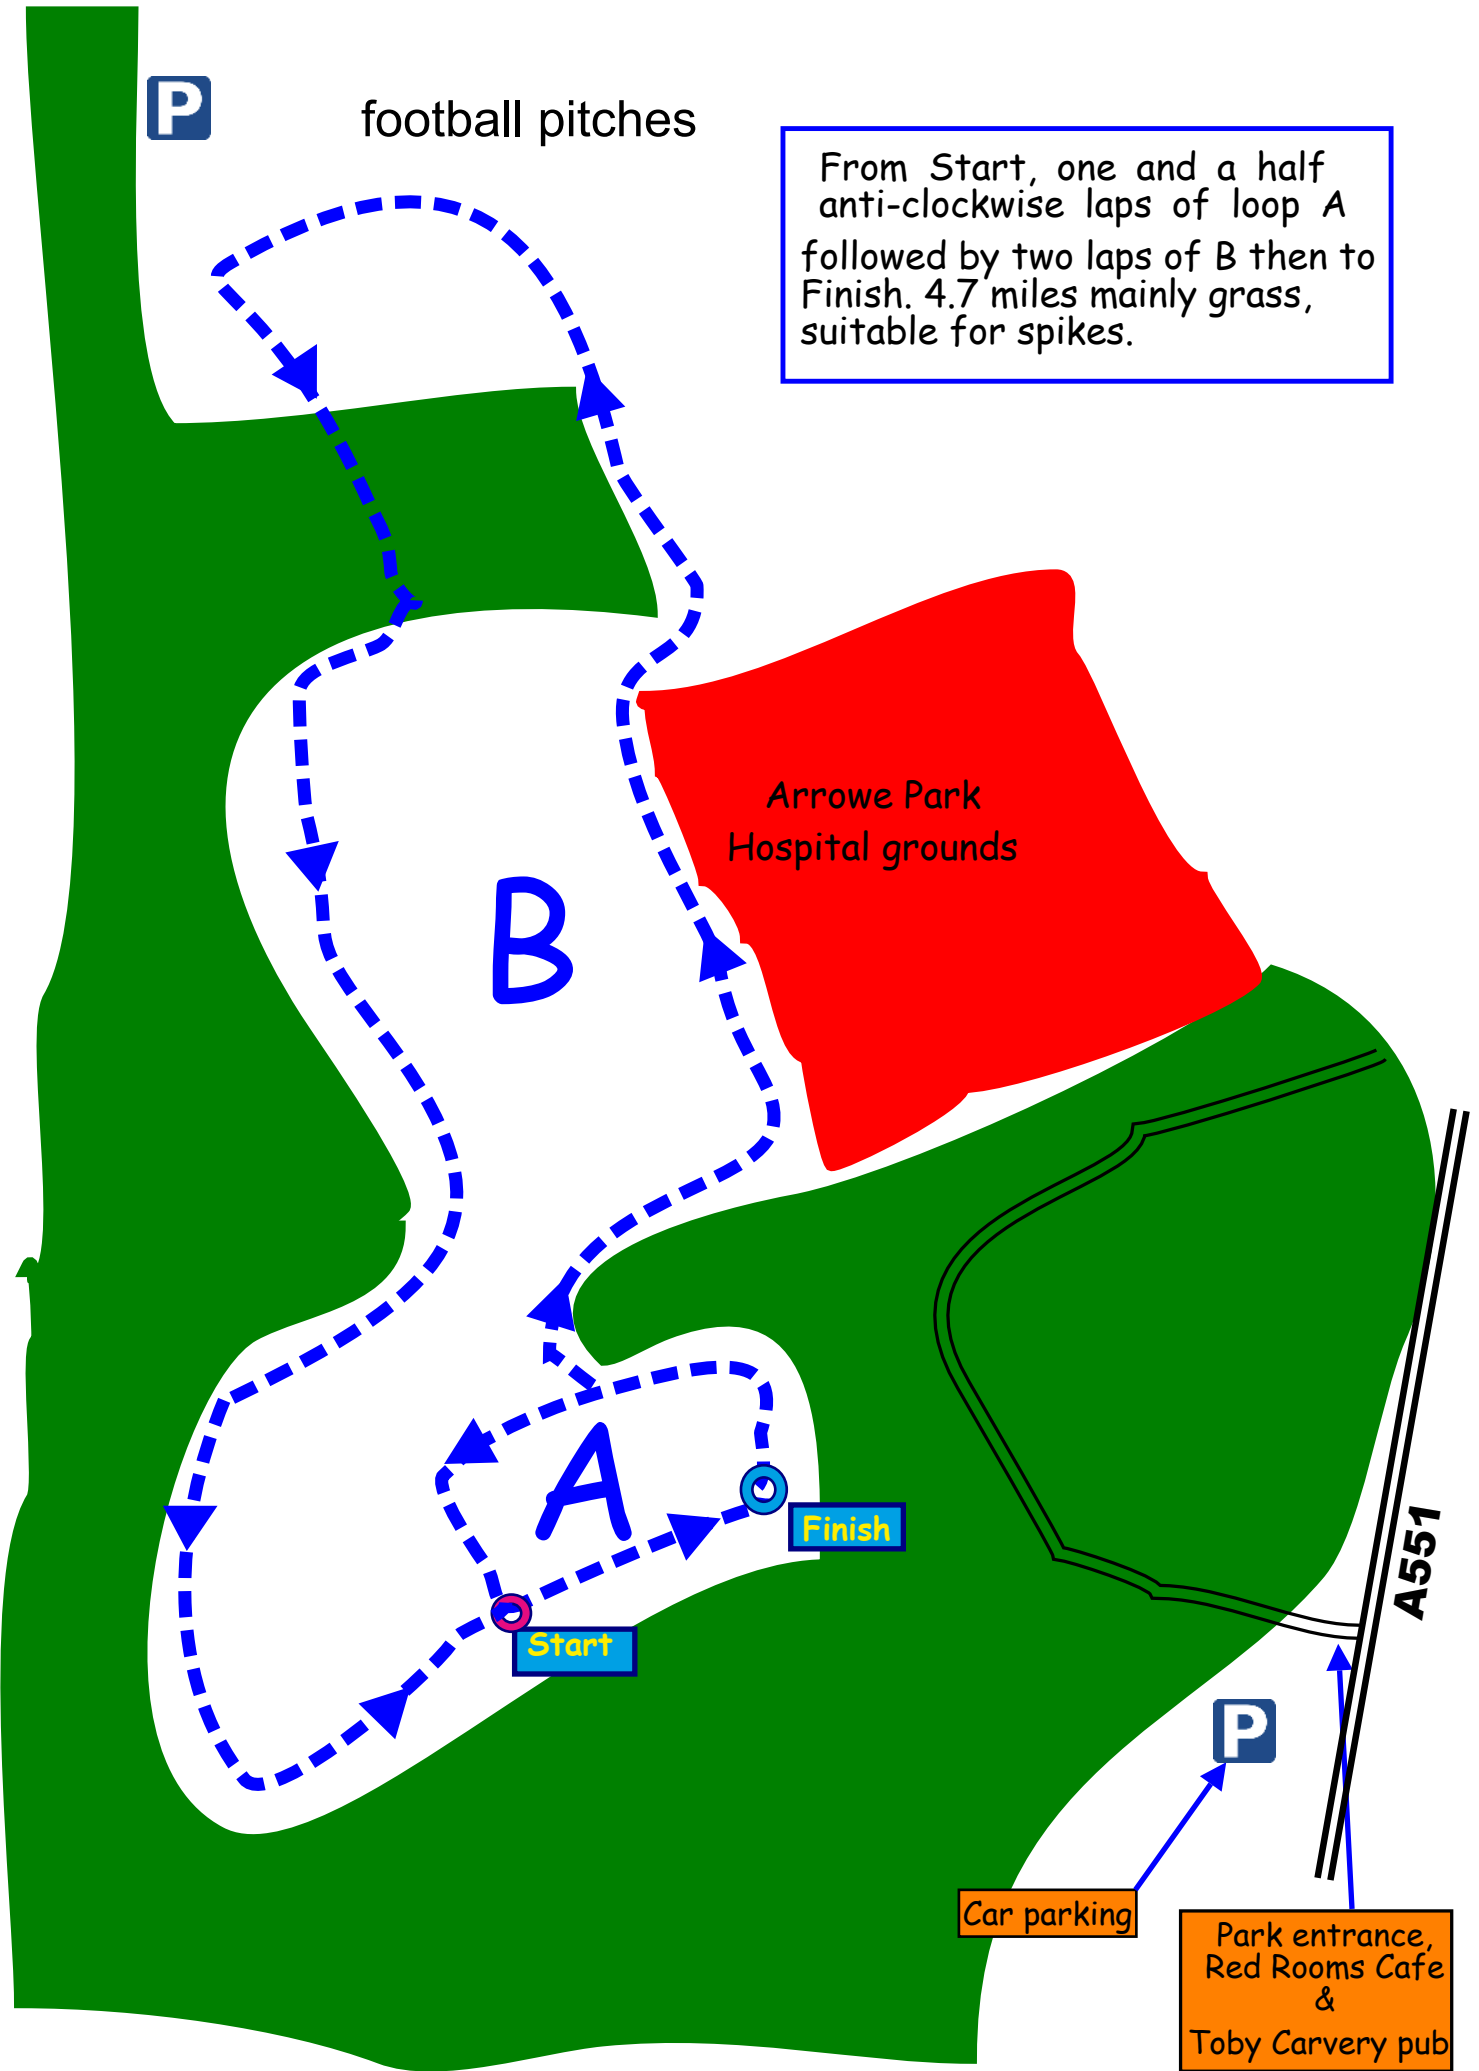 P
football pitches
From Start, one and a half
anti-clockwise laps of loop A
followed by two laps of B then to
Finish. 4.7 miles mainly grass,
suitable for spikes.
Arrowe Park
Hospital grounds
B
A
Finish
Start
A551
P
Car parking
Park entrance,
Red Rooms Cafe
&
Toby Carvery pub